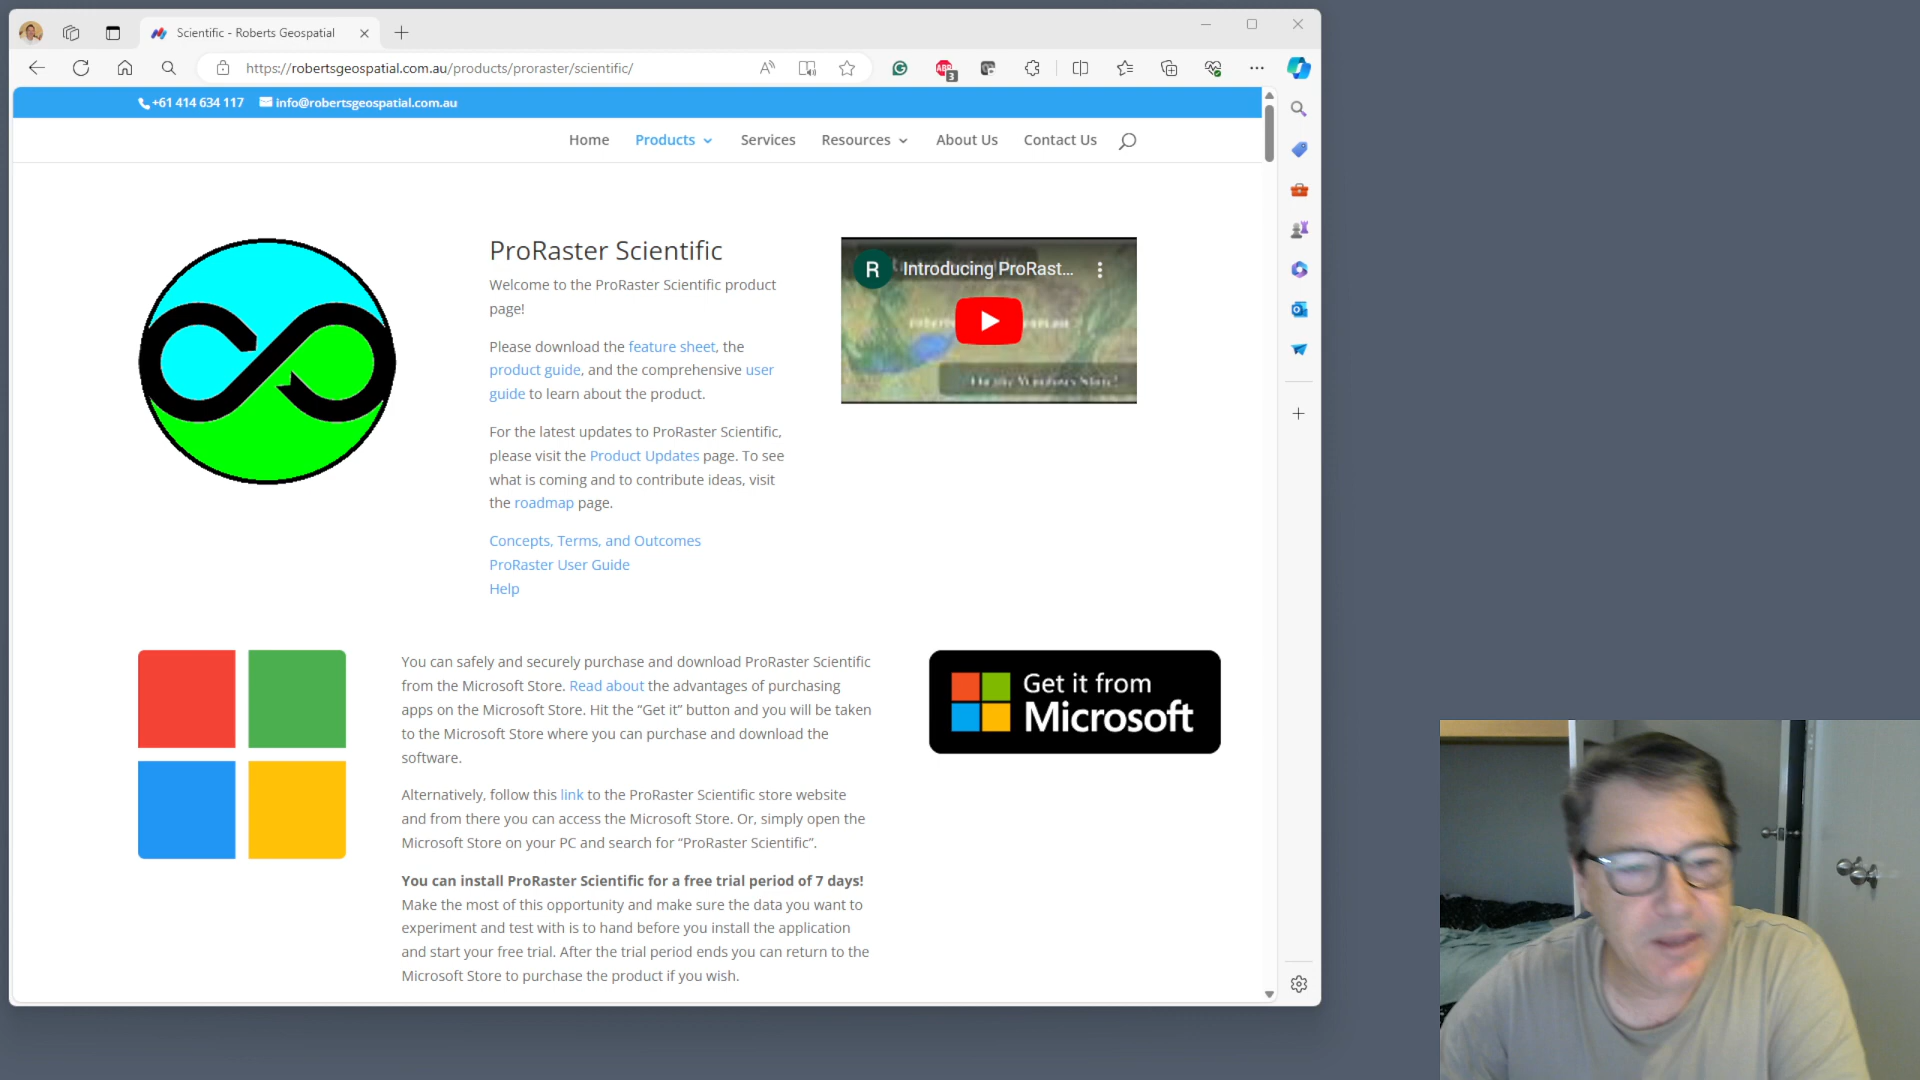 Scientific - Roberts Geospatial
https://robertsgeospatial.com.au/products/proraster/scientific/
ABP
3
+61 414 634 117 info@robertsgeospatial.com.au
Home Products Services Resources About Us Contact Us
ProRaster Scientific
Welcome to the ProRaster Scientific product
page!
Please download the feature sheet, the
product guide, and the comprehensive user
guide to learn about the product.
For the latest updates to ProRaster Scientific,
please visit the Product Updates page. To see
what is coming and to contribute ideas, visit
the roadmap page.
Concepts, Terms, and Outcomes
ProRaster User Guide
Help
R Introducing ProRast...
You can safely and securely purchase and download ProRaster Scientific
from the Microsoft Store. Read about the advantages of purchasing
apps on the Microsoft Store. Hit the “Get it” button and you will be taken
to the Microsoft Store where you can purchase and download the
software.
Alternatively, follow this link to the ProRaster Scientific store website
and from there you can access the Microsoft Store. Or, simply open the
Microsoft Store on your PC and search for “ProRaster Scientific”.
You can install ProRaster Scientific for a free trial period of 7 days!
Make the most of this opportunity and make sure the data you want to
experiment and test with is to hand before you install the application
and start your free trial. After the trial period ends you can return to the
Microsoft Store to purchase the product if you wish.
Get it from
Microsoft